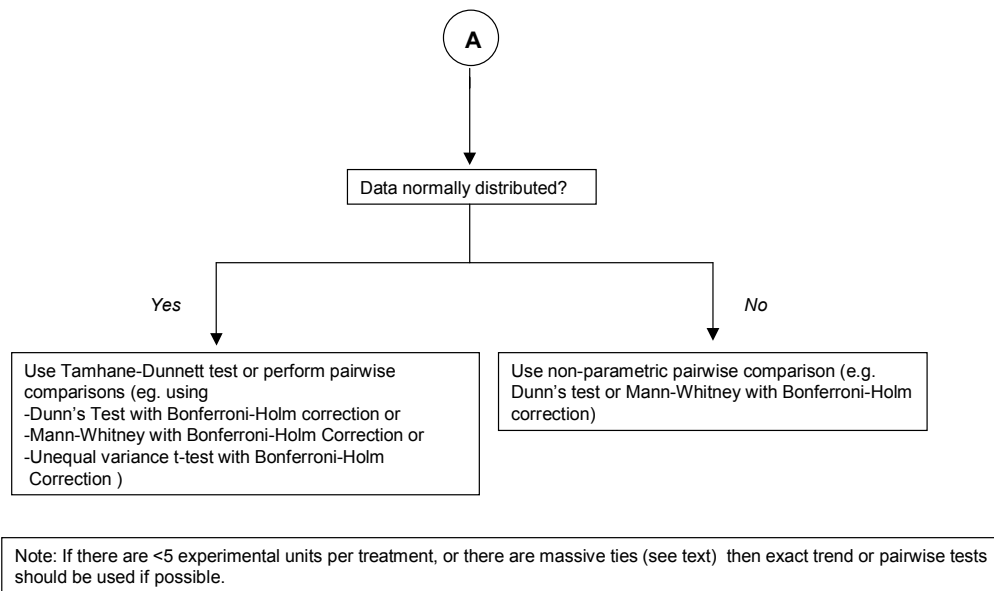 A
Data normally distributed?
Yes
No
Use Tamhane-Dunnett test or perform pairwise
comparisons (eg. using
-Dunn's Test with Bonferroni-Holm correction or
-Mann-Whitney with Bonferroni-Holm Correction or
-Unequal variance t-test with Bonferroni-Holm
Correction )
Use non-parametric pairwise comparison (e.g.
Dunn's test or Mann-Whitney with Bonferroni-Holm
correction)
Note: If there are <5 experimental units per treatment, or there are massive ties (see text)  then exact trend or pairwise tests
should be used if possible.